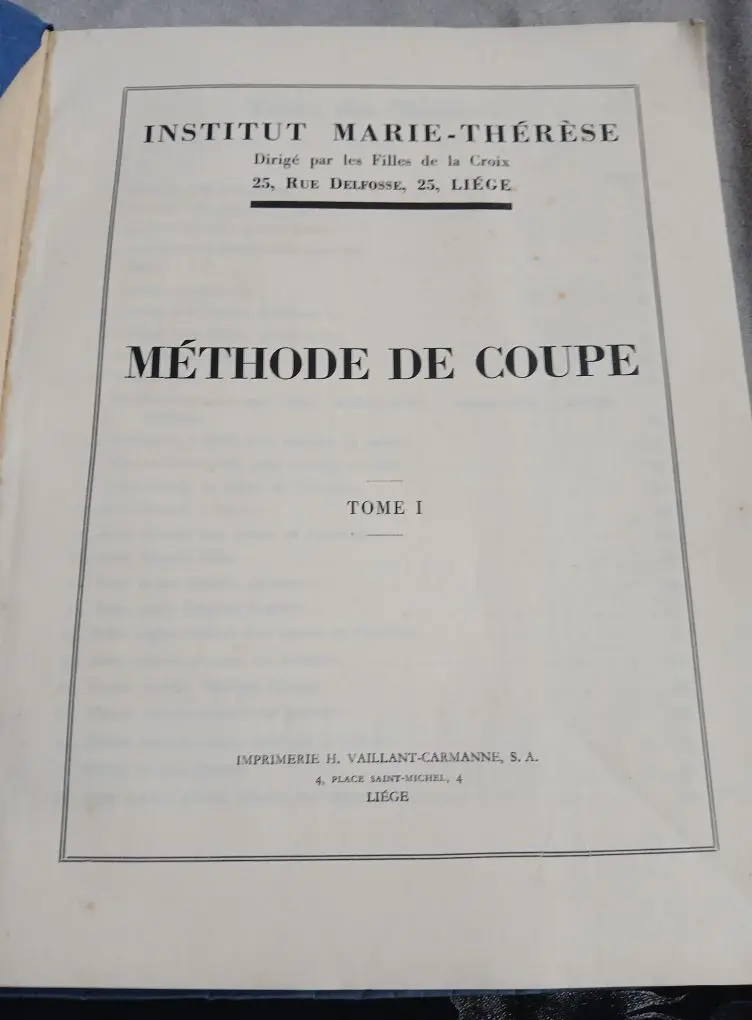 INSTITUT MARIE-THÉRÈSE
Dirigé par les Filles de la Croix
25, RUE DELFOSSE, 25, LIÉGE
MÉTHODE DE COUPE
TOME I
IMPRIMERIE H. VAILLANT-CARMANNE, S. A.
4, PLACE SAINT-MICHEL, 4
LIÉGE